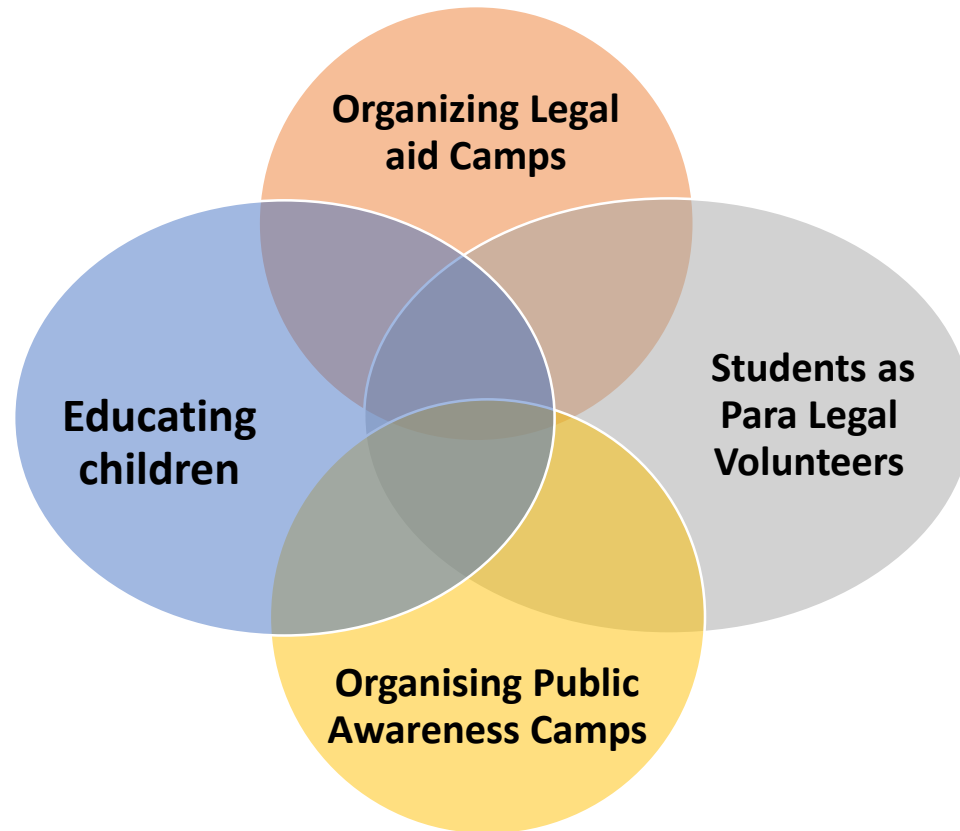 Organizing Legal
aid Camps
Educating
children
Students as
Para Legal
Volunteers
Organising Public
Awareness Camps